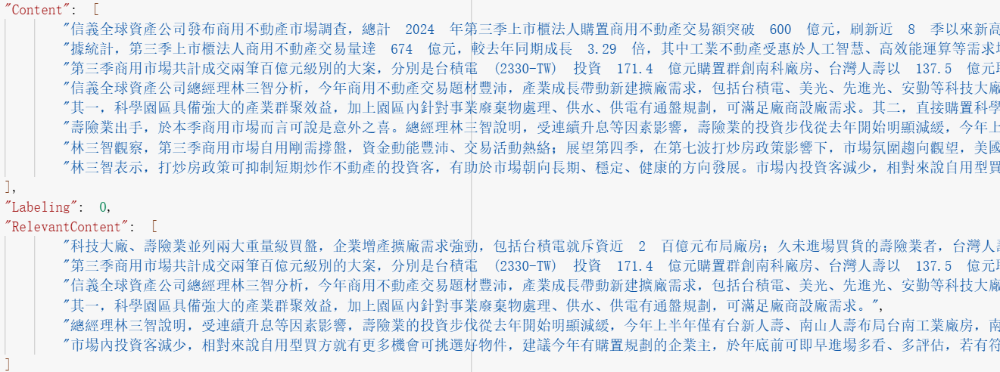 "Content": [
"信義全球資產公司發布商用不動產市場調查，總計 2024 年第三季上市櫃法人購置商用不動產交易額突破 600 億元，刷新近 8 季以來新高
"據統計，第三季上市櫃法人商用不動產交易量達 674 億元，較去年同期成長 3.29 倍，其中工業不動產受惠於人工智慧、高效能運算等需求
"第三季商用市場共計成交兩筆百億元級別的大案，分別是台積電 (2330-TW) 投資 171.4 億元購置群創南科廠房、台灣人壽以 137.5 億元
"信義全球資產公司總經理林三智分析，今年商用不動產交易題材豐沛，產業成長帶動新建擴廠需求，包括台積電、美光、先進光、安勤等科技大廠
"其一，科學園區具備強大的產業群聚效益，加上園區內針對事業廢棄物處理、供水、供電有通盤規劃，可滿足廠商設廠需求。其二，直接購置科學
"壽險業出手，於本季商用市場而言可說是意外之喜。總經理林三智說明，受連續升息等因素影響，壽險業的投資步伐從去年開始明顯減緩，今年上
"林三智觀察，第三季商用市場自用剛需撐盤，資金動能豐沛、交易活動熱絡；展望第四季，在第七波打炒房政策影響下，市場氛圍趨向觀望，美國
"林三智表示，打炒房政策可抑制短期炒作不動產的投資客，有助於市場朝向長期、穩定、健康的方向發展。市場內投資客減少，相對來說自用型買
],
"Labeling": 0,
"RelevantContent": [
"科技大廠、壽險業並列兩大重量級買盤，企業增產擴廠需求強勁，包括台積電就斥資近 2 百億元布局廠房；久未進場買貨的壽險業者，台灣人壽
"第三季商用市場共計成交兩筆百億元級別的大案，分別是台積電 (2330-TW) 投資 171.4 億元購置群創南科廠房、台灣人壽以 137.5 億元
"信義全球資產公司總經理林三智分析，今年商用不動產交易題材豐沛，產業成長帶動新建擴廠需求，包括台積電、美光、先進光、安勤等科技大廠
"其一，科學園區具備強大的產業群聚效益，加上園區內針對事業廢棄物處理、供水、供電有通盤規劃，可滿足廠商設廠需求。",
"總經理林三智說明，受連續升息等因素影響，壽險業的投資步伐從去年開始明顯減緩，今年上半年僅有台新人壽、南山人壽布局台南工業廠房，南
"市場內投資客減少，相對來說自用型買方就有更多機會可挑選好物件，建議今年有購置規劃的企業主，於年底前可即早進場多看、多評估，若有符
]